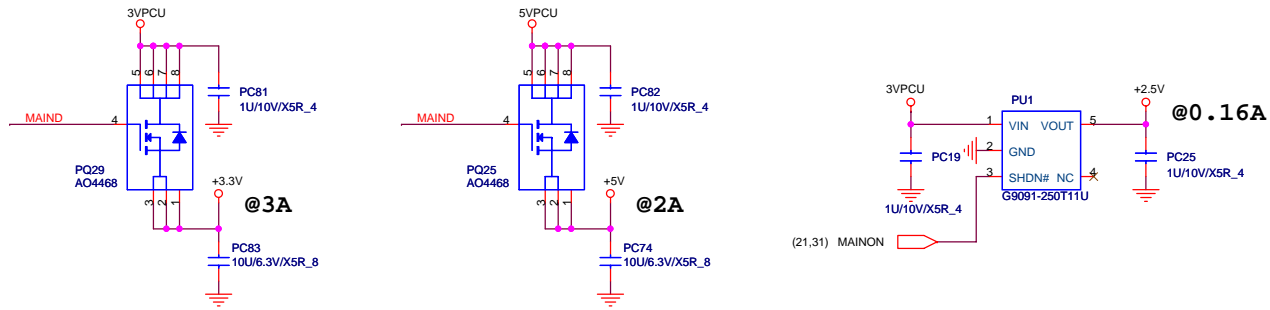 3VPCU
5 6 7 8
PC81
1U/10V/X5R_4
MAIND
4
PQ29
AO4468
3 2 1
+3.3V
@3A
PC83
10U/6.3V/X5R_8
5VPCU
5 6 7 8
PC82
1U/10V/X5R_4
MAIND
4
PQ25
AO4468
3 2 1
+5V
@2A
PC74
10U/6.3V/X5R_8
3VPCU
PU1
+2.5V
@0.16A
1 VIN VOUT 5
2 GND
3 SHDN# NC 4
G9091-250T11U
PC19
1U/10V/X5R_4
PC25
1U/10V/X5R_4
(21,31) MAINON